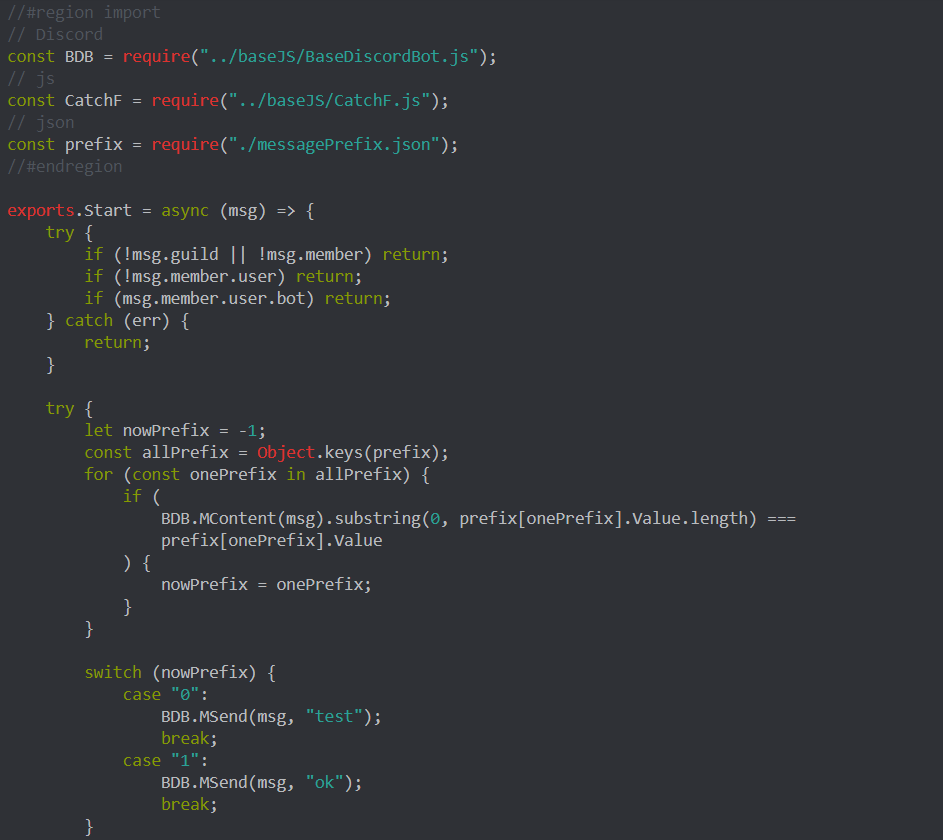 //#region import
// Discord
const BDB = require("../baseJS/BaseDiscordBot.js");
// js
const CatchF = require("../baseJS/CatchF.js");
// json
const prefix = require("./messagePrefix.json");
//#endregion

exports.Start = async (msg) => {
    try {
        if (!msg.guild || !msg.member) return;
        if (!msg.member.user) return;
        if (msg.member.user.bot) return;
    } catch (err) {
        return;
    }

    try {
        let nowPrefix = -1;
        const allPrefix = Object.keys(prefix);
        for (const onePrefix in allPrefix) {
            if (
                BDB.MContent(msg).substring(0, prefix[onePrefix].Value.length) ===
                prefix[onePrefix].Value
            ) {
                nowPrefix = onePrefix;
            }
        }

        switch (nowPrefix) {
            case "0":
                BDB.MSend(msg, "test");
                break;
            case "1":
                BDB.MSend(msg, "ok");
                break;
        }